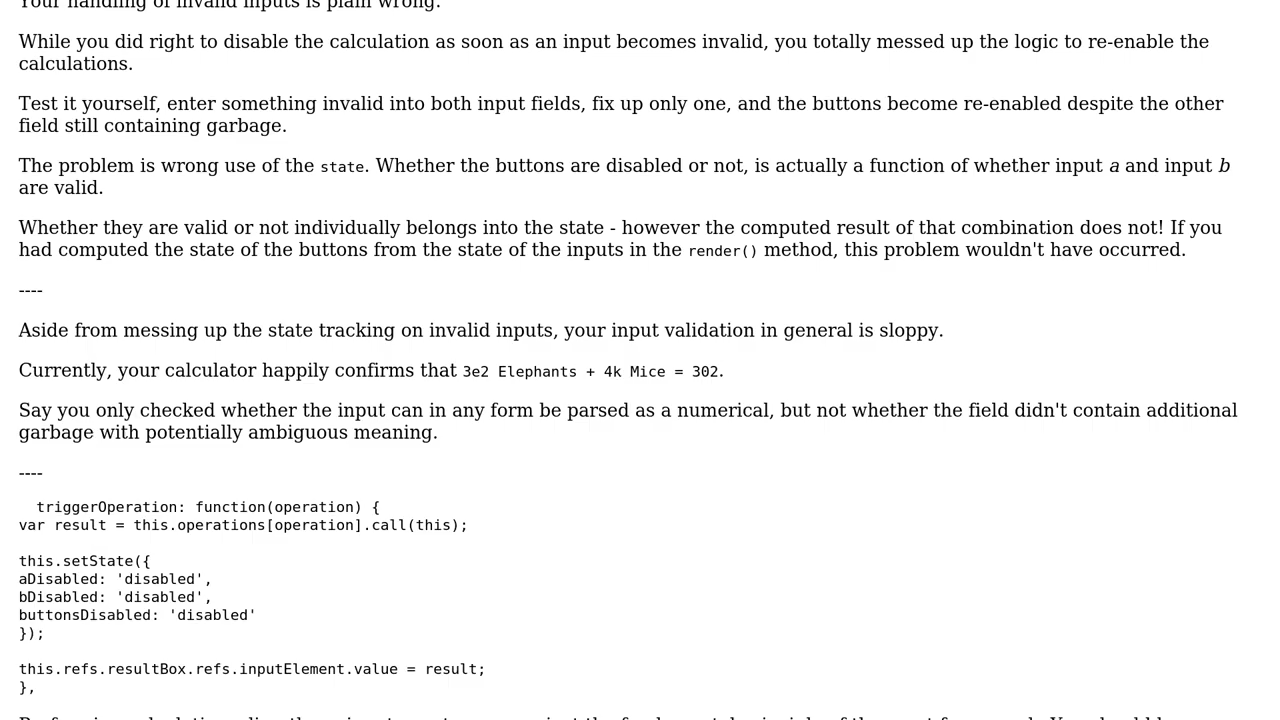 Your handling of invalid inputs is plain wrong.
While you did right to disable the calculation as soon as an input becomes invalid, you totally messed up the logic to re-enable the
calculations.
Test it yourself, enter something invalid into both input fields, fix up only one, and the buttons become re-enabled despite the other
field still containing garbage.
The problem is wrong use of the state. Whether the buttons are disabled or not, is actually a function of whether input a and input b
are valid.
Whether they are valid or not individually belongs into the state - however the computed result of that combination does not! If you
had computed the state of the buttons from the state of the inputs in the render() method, this problem wouldn't have occurred.
----
Aside from messing up the state tracking on invalid inputs, your input validation in general is sloppy.
Currently, your calculator happily confirms that 3e2 Elephants + 4k Mice = 302.
Say you only checked whether the input can in any form be parsed as a numerical, but not whether the field didn't contain additional
garbage with potentially ambiguous meaning.
----
triggerOperation: function(operation) {
var result = this.operations[operation].call(this);
this.setState({
aDisabled: 'disabled',
bDisabled: 'disabled',
buttonsDisabled: 'disabled'
});
this.refs.resultBox.refs.inputElement.value = result;
},